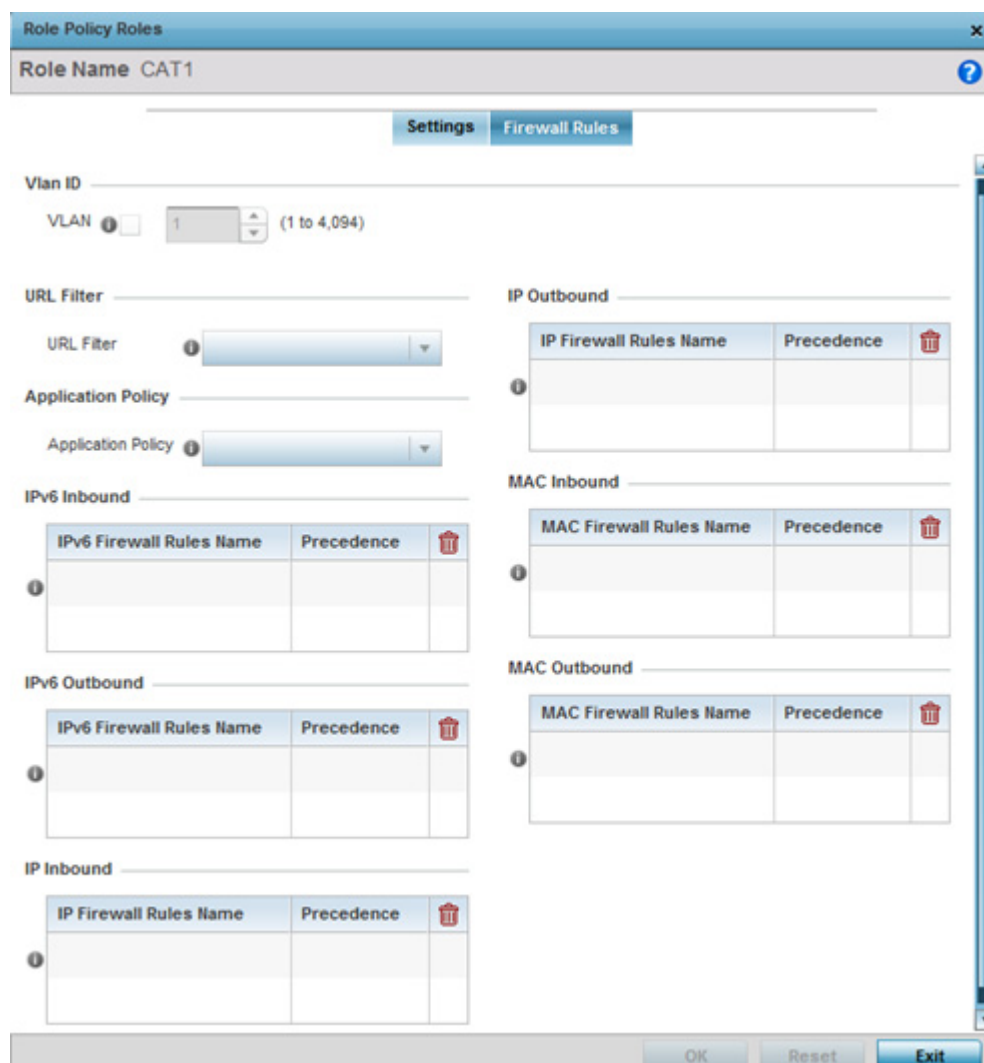 Role Policy Roles
Role Name CAT1
Settings Firewall Rules
Vlan ID
VLAN 1 (1 to 4,094)
URL Filter
URL Filter
Application Policy
Application Policy
IPv6 Inbound
IPv6 Firewall Rules Name Precedence
IPv6 Outbound
IPv6 Firewall Rules Name Precedence
IP Inbound
IP Firewall Rules Name Precedence
IP Outbound
IP Firewall Rules Name Precedence
MAC Inbound
MAC Firewall Rules Name Precedence
MAC Outbound
MAC Firewall Rules Name Precedence
OK Reset Exit